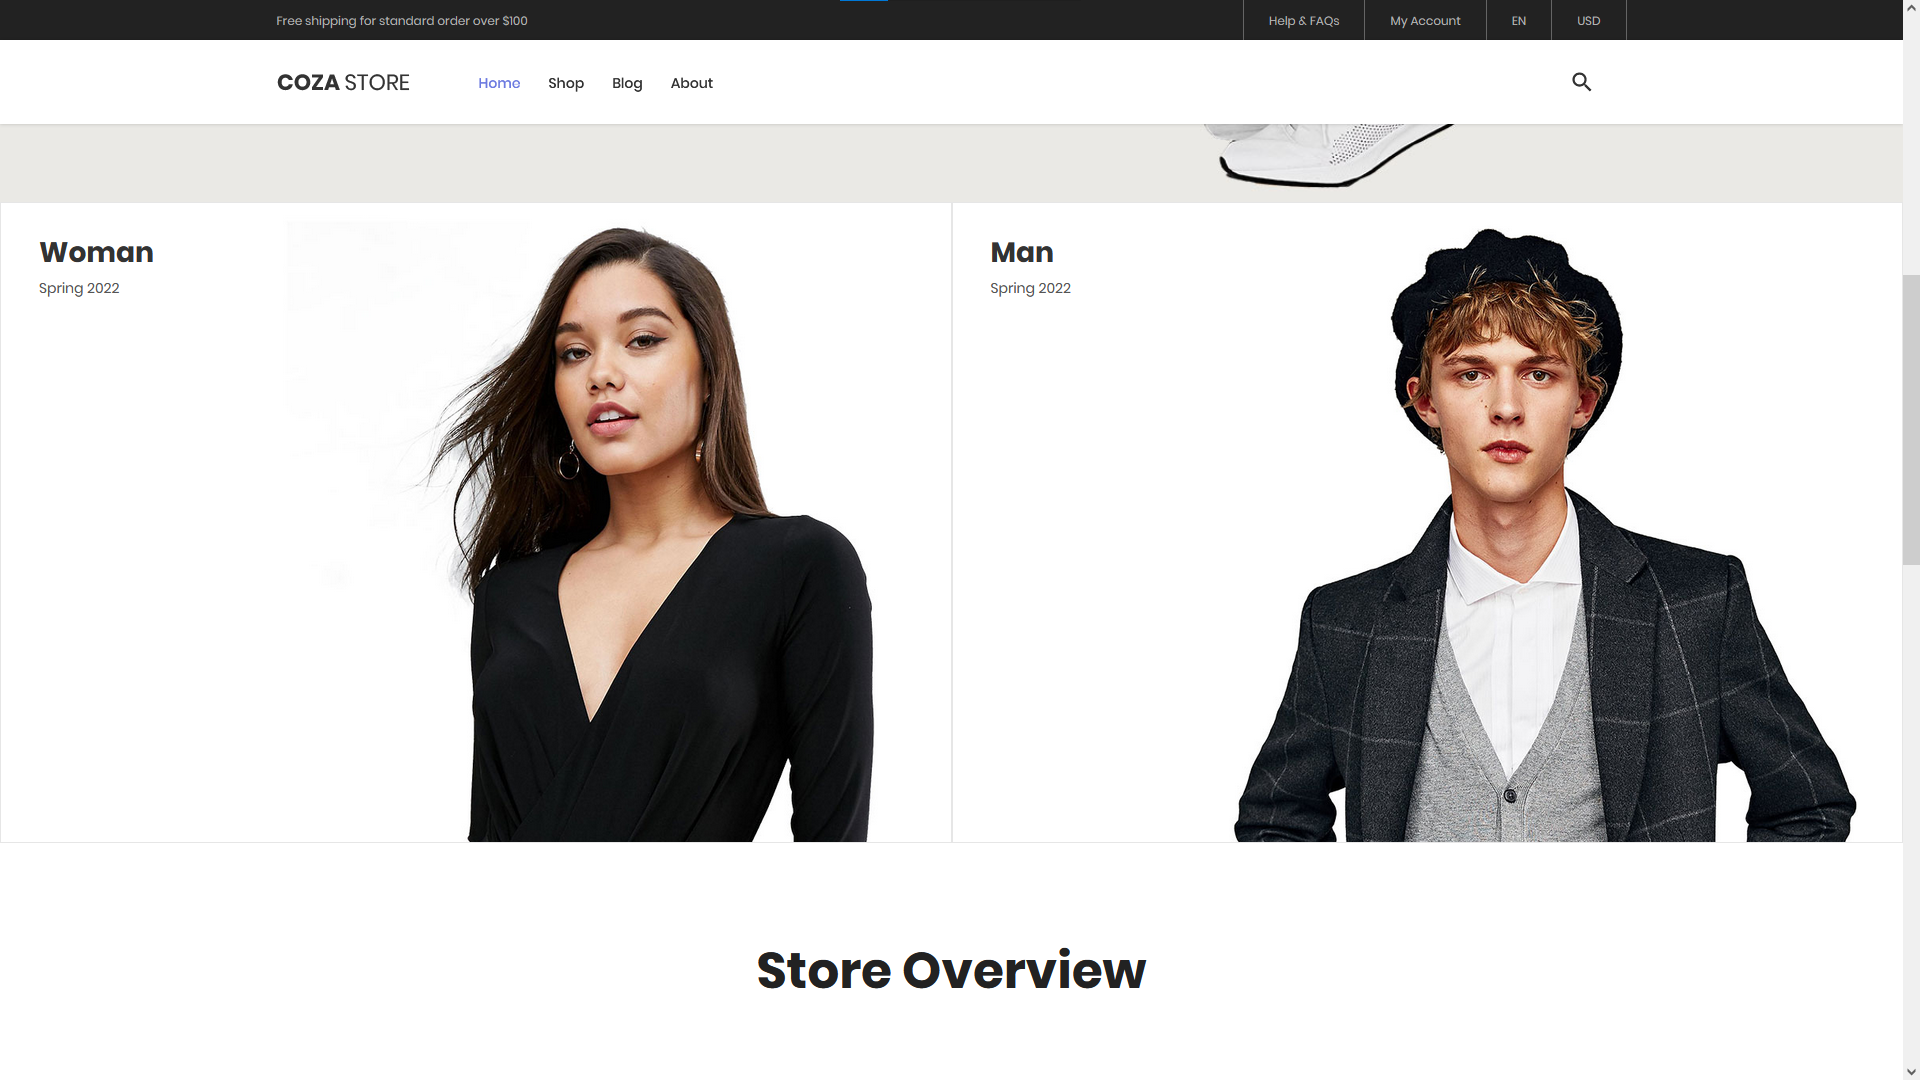 Free shipping for standard order over $100
Help & FAQs
My Account
EN
USD
COZA STORE
Home
Shop
Blog
About
Woman
Spring 2022
Man
Spring 2022
Store Overview